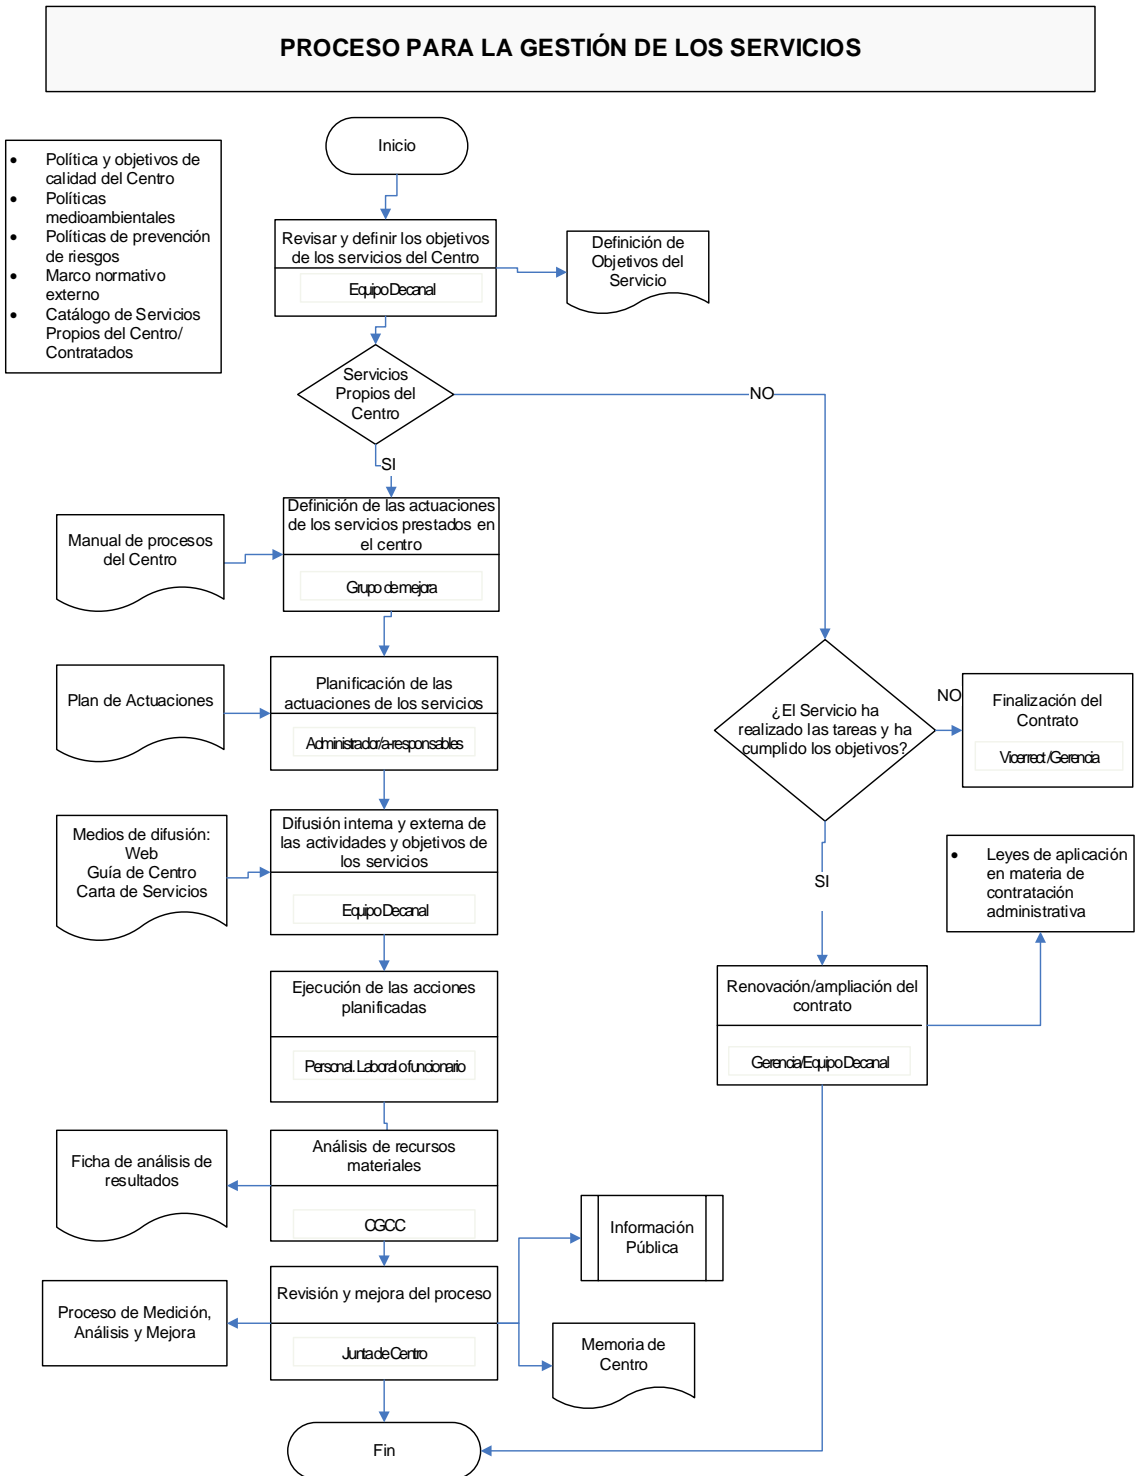 PROCESO PARA LA GESTIÓN DE LOS SERVICIOS
Inicio
• Política y objetivos de
calidad del Centro
• Políticas
medioambientales
• Políticas de prevención
de riesgos
• Marco normativo
externo
• Catálogo de Servicios
Propios del Centro/
Contratados
Revisar y definir los objetivos
de los servicios del Centro
Equipo Decanal
Definición de
Objetivos del
Servicio
Servicios
Propios del
Centro
NO
SI
Definición de las actuaciones
de los servicios prestados en
el centro
Grupo de mejora
Manual de procesos
del Centro
Planificación de las
actuaciones de los servicios
Administrador/a-responsables
Plan de Actuaciones
¿El Servicio ha
realizado las tareas y ha
cumplido los objetivos?
NO
Finalización del
Contrato
Vicerrect/Gerencia
Difusión interna y externa de
las actividades y objetivos de
los servicios
Equipo Decanal
Medios de difusión:
Web
Guía de Centro
Carta de Servicios
SI
• Leyes de aplicación
en materia de
contratación
administrativa
Ejecución de las acciones
planificadas
Personal. Laboral o funcionario
Renovación/ampliación del
contrato
Gerencia/Equipo Decanal
Análisis de recursos
materiales
CGCC
Ficha de análisis de
resultados
Información
Pública
Revisión y mejora del proceso
Junta de Centro
Proceso de Medición,
Análisis y Mejora
Memoria de
Centro
Fin